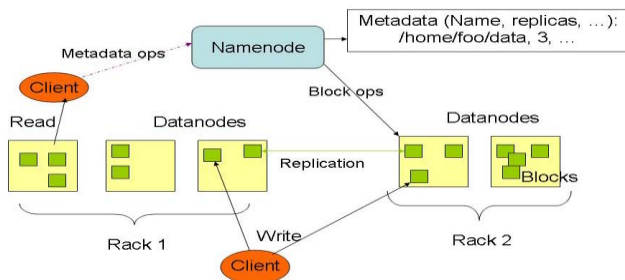 Metadata (Name, replicas, …):
/home/foo/data, 3, …
Namenode
Metadata ops
Client
Block ops
Read
Datanodes
Datanodes
Replication
Blocks
Write
Rack 1
Rack 2
Client